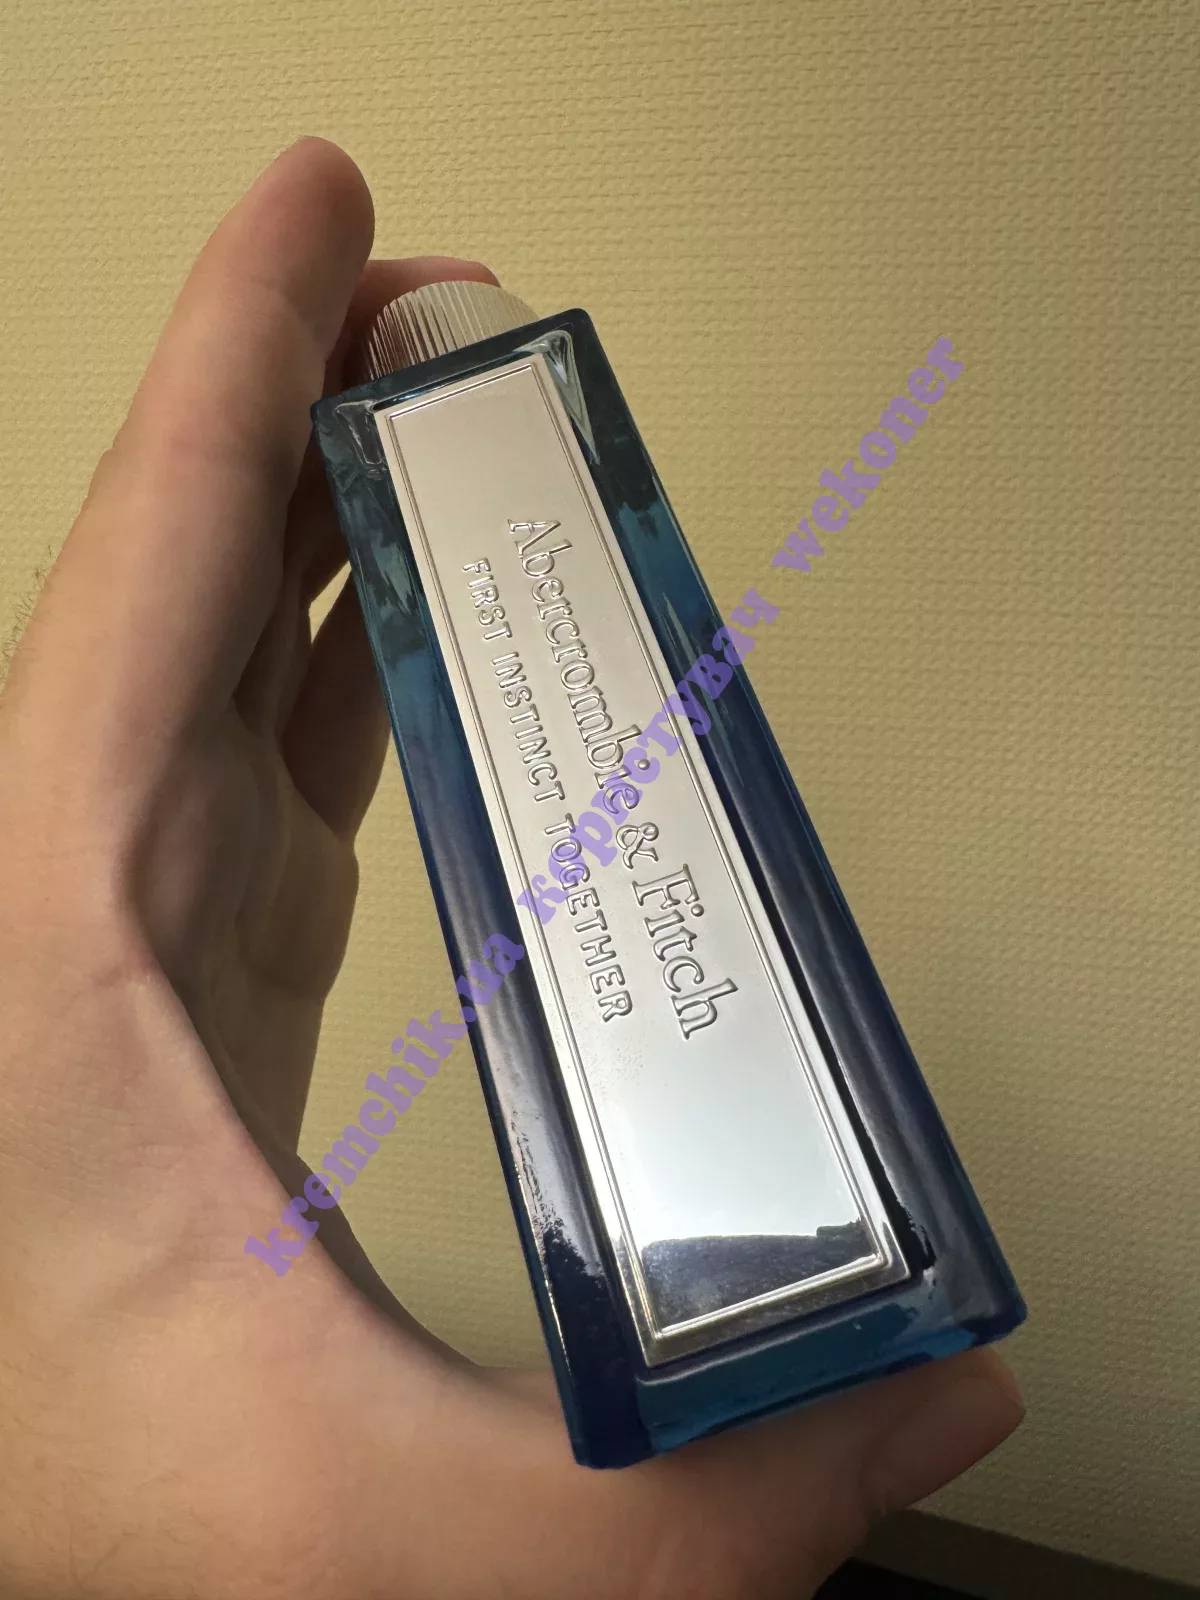 Abercrombie & Fitch
FIRST INSTINCT TOGETHER
kremchik.ua користувач wekoner